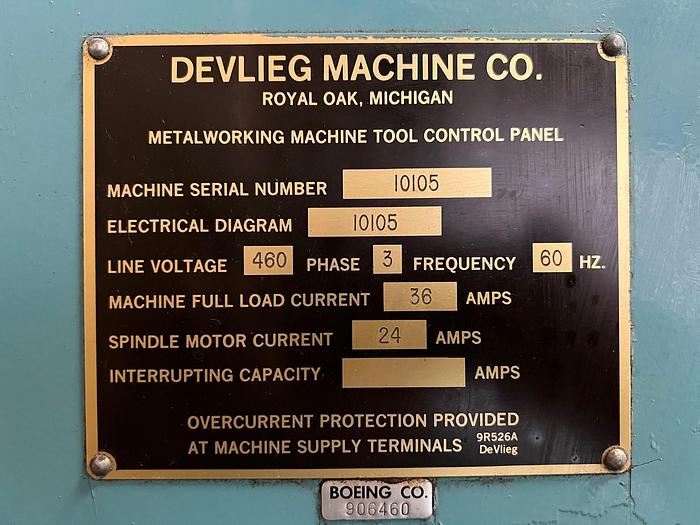 DEVLIEG MACHINE CO.
ROYAL OAK, MICHIGAN
METALWORKING MACHINE TOOL CONTROL PANEL
MACHINE SERIAL NUMBER 10105
ELECTRICAL DIAGRAM 10105
LINE VOLTAGE 460 PHASE 3 FREQUENCY 60 HZ.
MACHINE FULL LOAD CURRENT 36 AMPS
SPINDLE MOTOR CURRENT 24 AMPS
INTERRUPTING CAPACITY AMPS
OVERCURRENT PROTECTION PROVIDED
AT MACHINE SUPPLY TERMINALS
9R526A
DeVlieg
BOEING CO.
906460